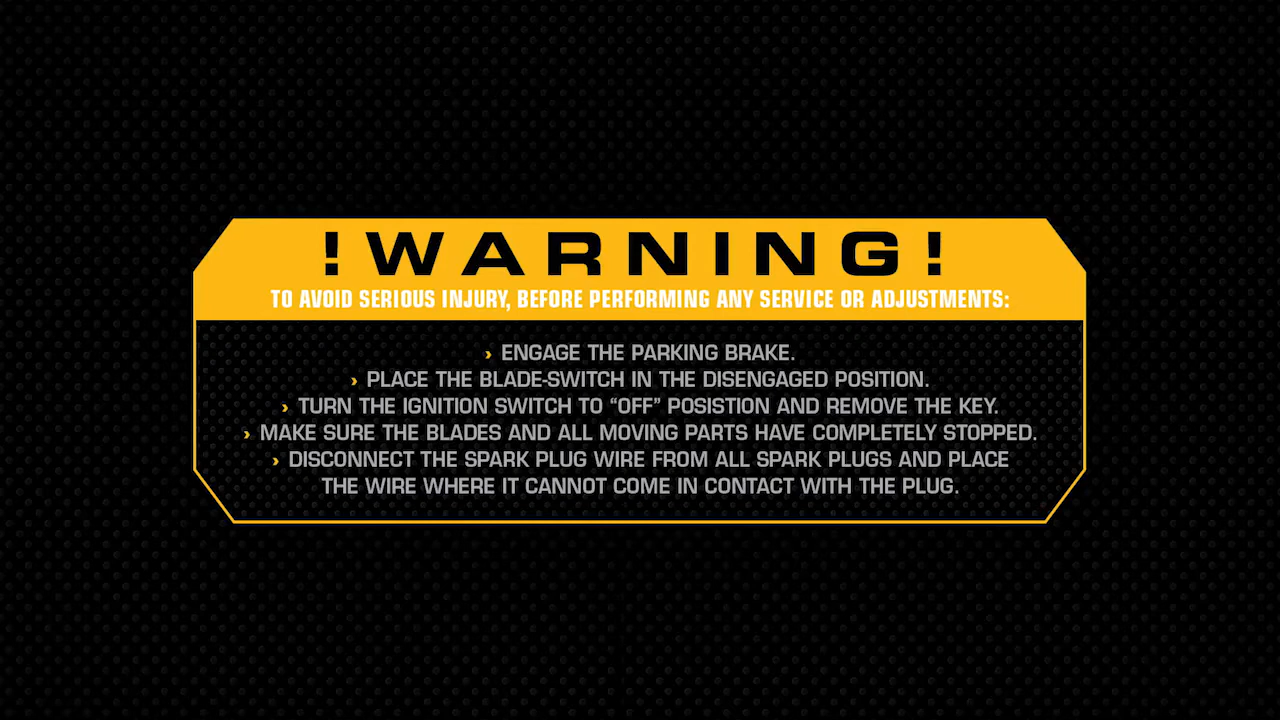 ! WARNING !
TO AVOID SERIOUS INJURY, BEFORE PERFORMING ANY SERVICE OR ADJUSTMENTS:
› ENGAGE THE PARKING BRAKE.
› PLACE THE BLADE-SWITCH IN THE DISENGAGED POSITION.
› TURN THE IGNITION SWITCH TO “OFF” POSISTION AND REMOVE THE KEY.
› MAKE SURE THE BLADES AND ALL MOVING PARTS HAVE COMPLETELY STOPPED.
› DISCONNECT THE SPARK PLUG WIRE FROM ALL SPARK PLUGS AND PLACE
THE WIRE WHERE IT CANNOT COME IN CONTACT WITH THE PLUG.